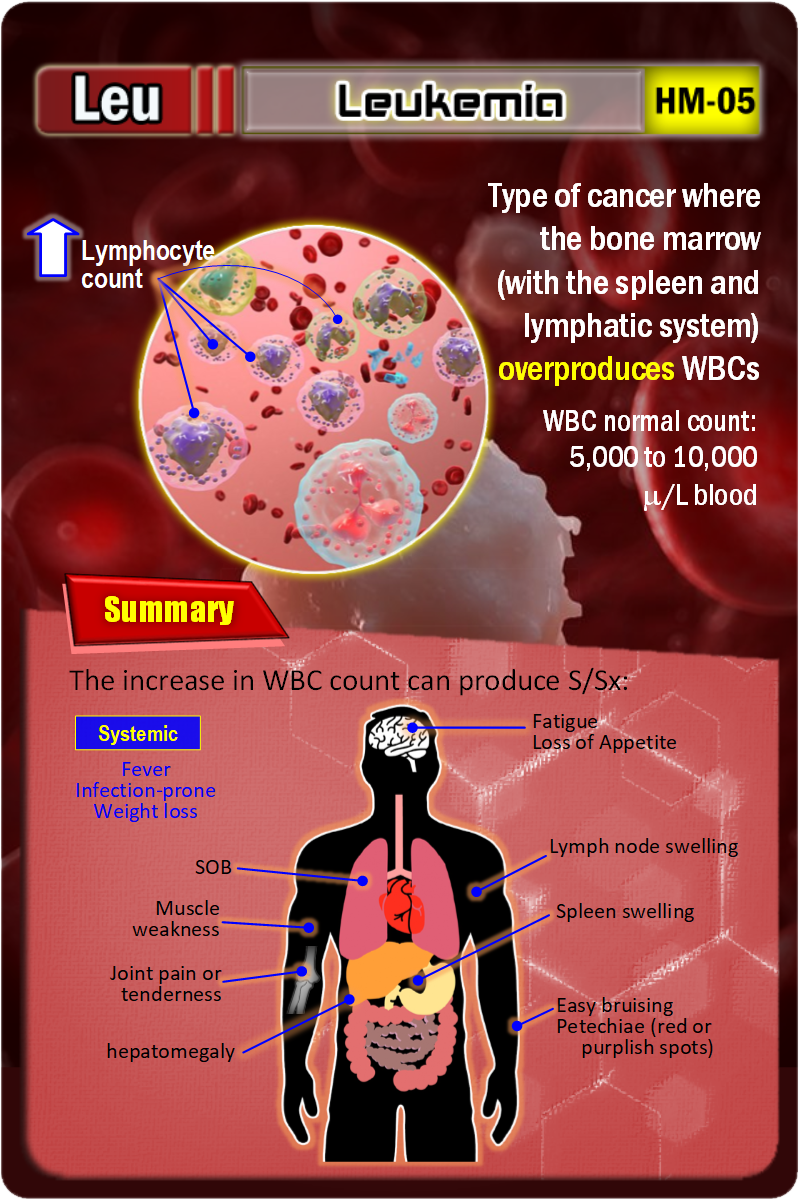 Leu
Leukemia
HM-05
Type of cancer where
the bone marrow
(with the spleen and
lymphatic system)
overproduces WBCs
WBC normal count:
5,000 to 10,000
μ/L blood
Lymphocyte
count
Summary
The increase in WBC count can produce S/Sx:
Systemic
Fever
Infection-prone
Weight loss
Fatigue
Loss of Appetite
SOB
Lymph node swelling
Muscle
weakness
Spleen swelling
Joint pain or
tenderness
Easy bruising
Petechiae (red or
purplish spots)
hepatomegaly